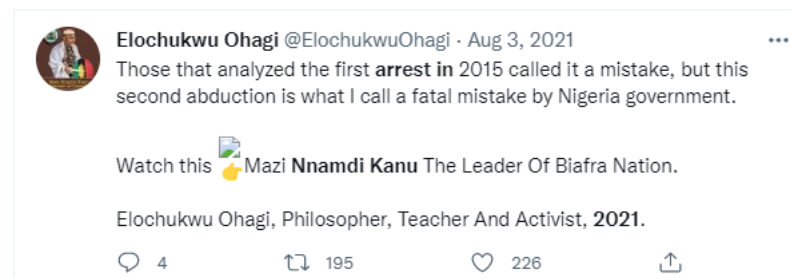 Elochukwu Ohagi @ElochukwuOhagi · Aug 3, 2021
Those that analyzed the first arrest in 2015 called it a mistake, but this
second abduction is what I call a fatal mistake by Nigeria government.
Watch this 👉Mazi Nnamdi Kanu The Leader Of Biafra Nation.
Elochukwu Ohagi, Philosopher, Teacher And Activist, 2021.
4 195 226